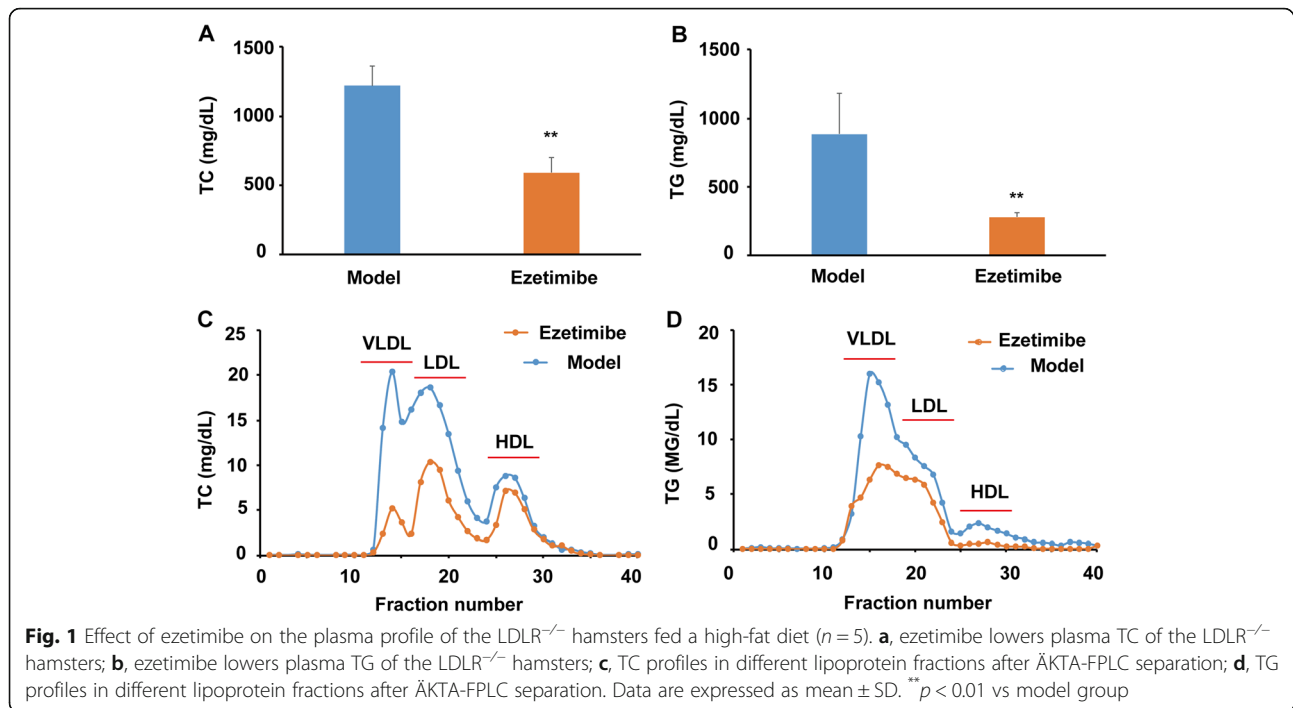 A
1500
1000
500
0
TC (mg/dL)
**
Model
Ezetimibe
B
1500
1000
500
0
TG (mg/dL)
**
Model
Ezetimibe
C
25
20
15
10
5
0
TC (mg/dL)
VLDL
LDL
HDL
Ezetimibe
Model
0 10 20 30 40
Fraction number
D
20
15
10
5
0
TG (MG/dL)
VLDL
LDL
HDL
Ezetimibe
Model
0 10 20 30 40
Fraction number
Fig. 1 Effect of ezetimibe on the plasma profile of the LDLR−/− hamsters fed a high-fat diet (n = 5). a, ezetimibe lowers plasma TC of the LDLR−/−
hamsters; b, ezetimibe lowers plasma TG of the LDLR−/− hamsters; c, TC profiles in different lipoprotein fractions after ÄKTA-FPLC separation; d, TG
profiles in different lipoprotein fractions after ÄKTA-FPLC separation. Data are expressed as mean ± SD. **p < 0.01 vs model group